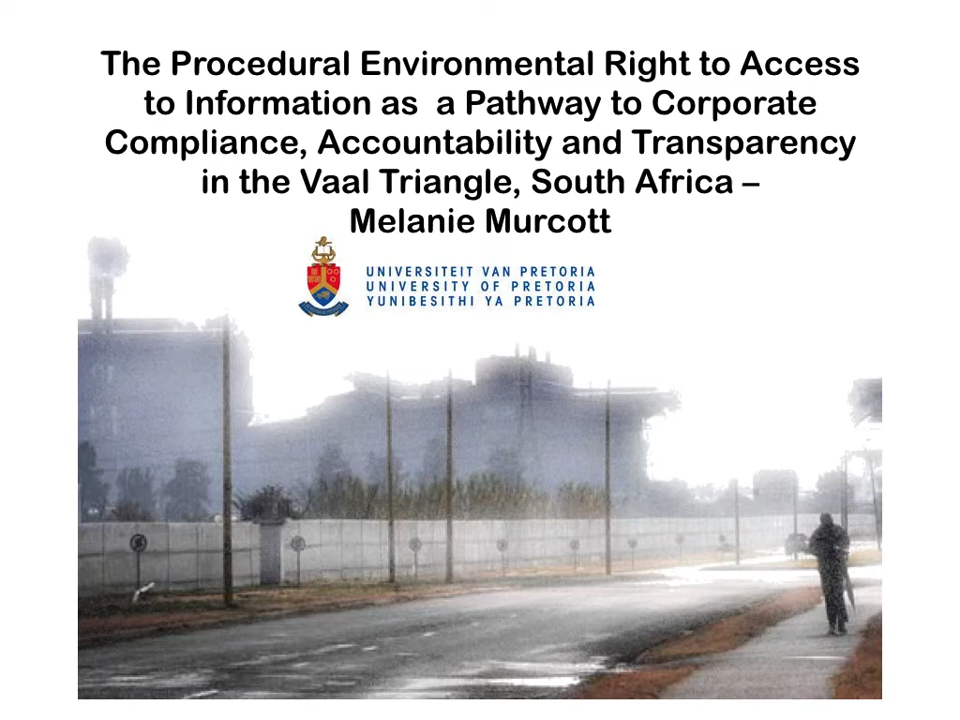 The Procedural Environmental Right to Access
to Information as a Pathway to Corporate
Compliance, Accountability and Transparency
in the Vaal Triangle, South Africa –
Melanie Murcott
UNIVERSITEIT VAN PRETORIA
UNIVERSITY OF PRETORIA
YUNIBESITHI YA PRETORIA